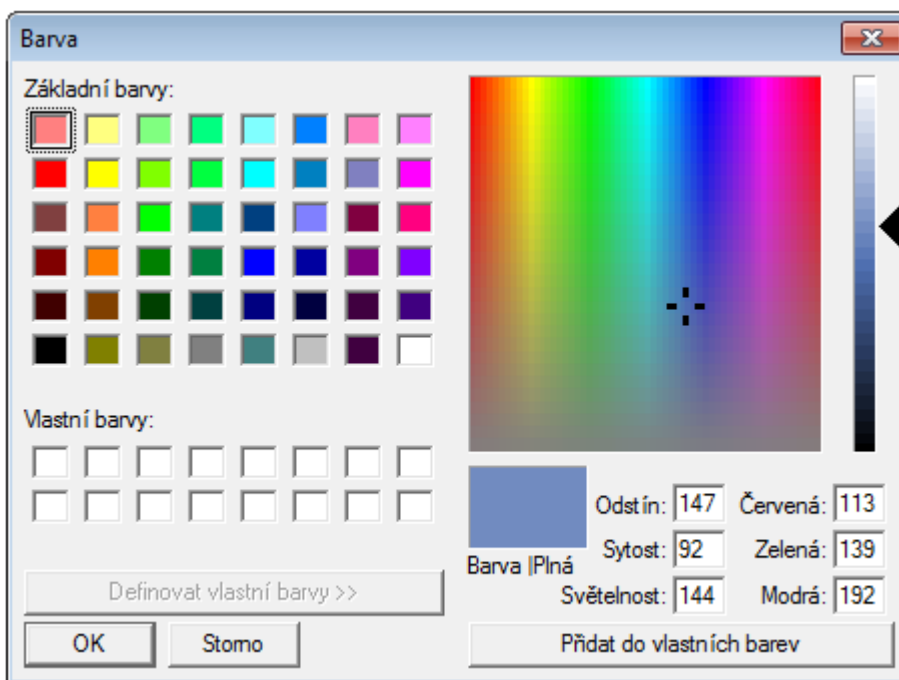 Barva
Základní barvy:
Vlastní barvy:
Definovat vlastní barvy >>
OK
Storno
Barva |Plná
Odstín: 147
Sytost: 92
Světelnost: 144
Červená: 113
Zelená: 139
Modrá: 192
Přidat do vlastních barev